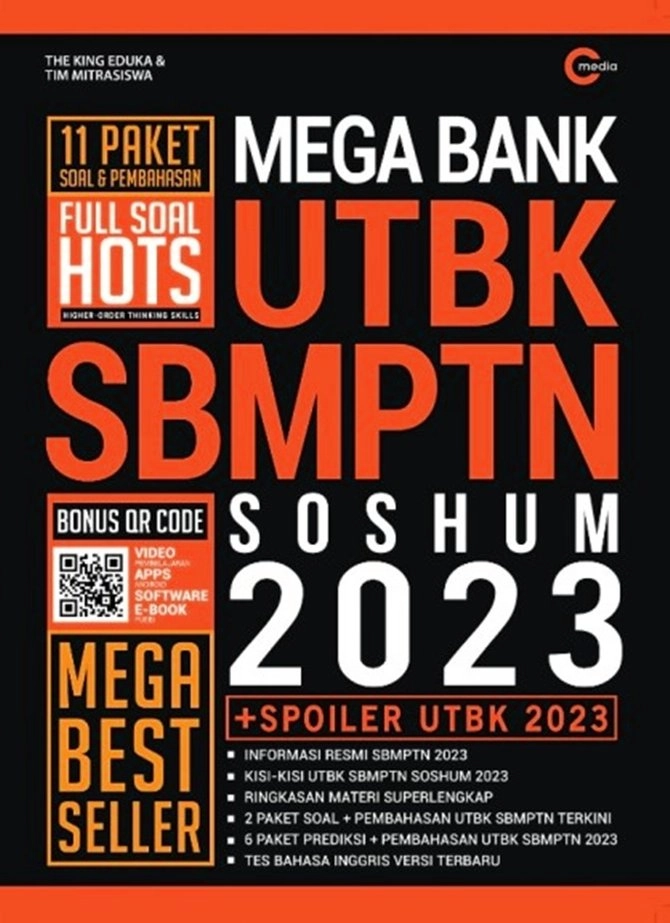 THE KING EDUKA &
TIM MITRASISWA
C media
11 PAKET
SOAL & PEMBAHASAN
FULL SOAL
HOTS
HIGHER-ORDER THINKING SKILLS
MEGA BANK
UTBK
SBMPTN
SOSHUM
2023
+SPOILER UTBK 2023
BONUS QR CODE
VIDEO
PEMBELAJARAN
APPS
ANDROID
SOFTWARE
E-BOOK
PUEBI
MEGA
BEST
SELLER
▪ INFORMASI RESMI SBMPTN 2023
▪ KISI-KISI UTBK SBMPTN SOSHUM 2023
▪ RINGKASAN MATERI SUPERLENGKAP
▪ 2 PAKET SOAL + PEMBAHASAN UTBK SBMPTN TERKINI
▪ 6 PAKET PREDIKSI + PEMBAHASAN UTBK SBMPTN 2023
▪ TES BAHASA INGGRIS VERSI TERBARU